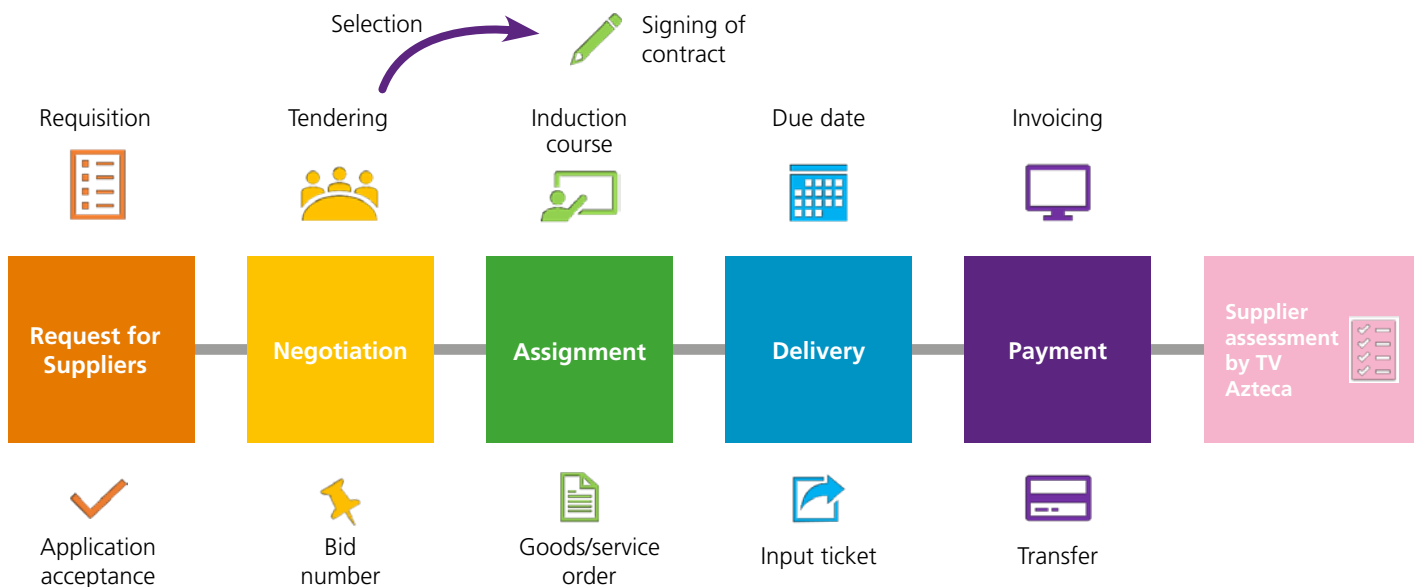 Selection
Signing of
contract
Requisition
Tendering
Induction
course
Due date
Invoicing
Request for
Suppliers
Negotiation
Assignment
Delivery
Payment
Supplier
assessment
by TV
Azteca
Application
acceptance
Bid
number
Goods/service
order
Input ticket
Transfer